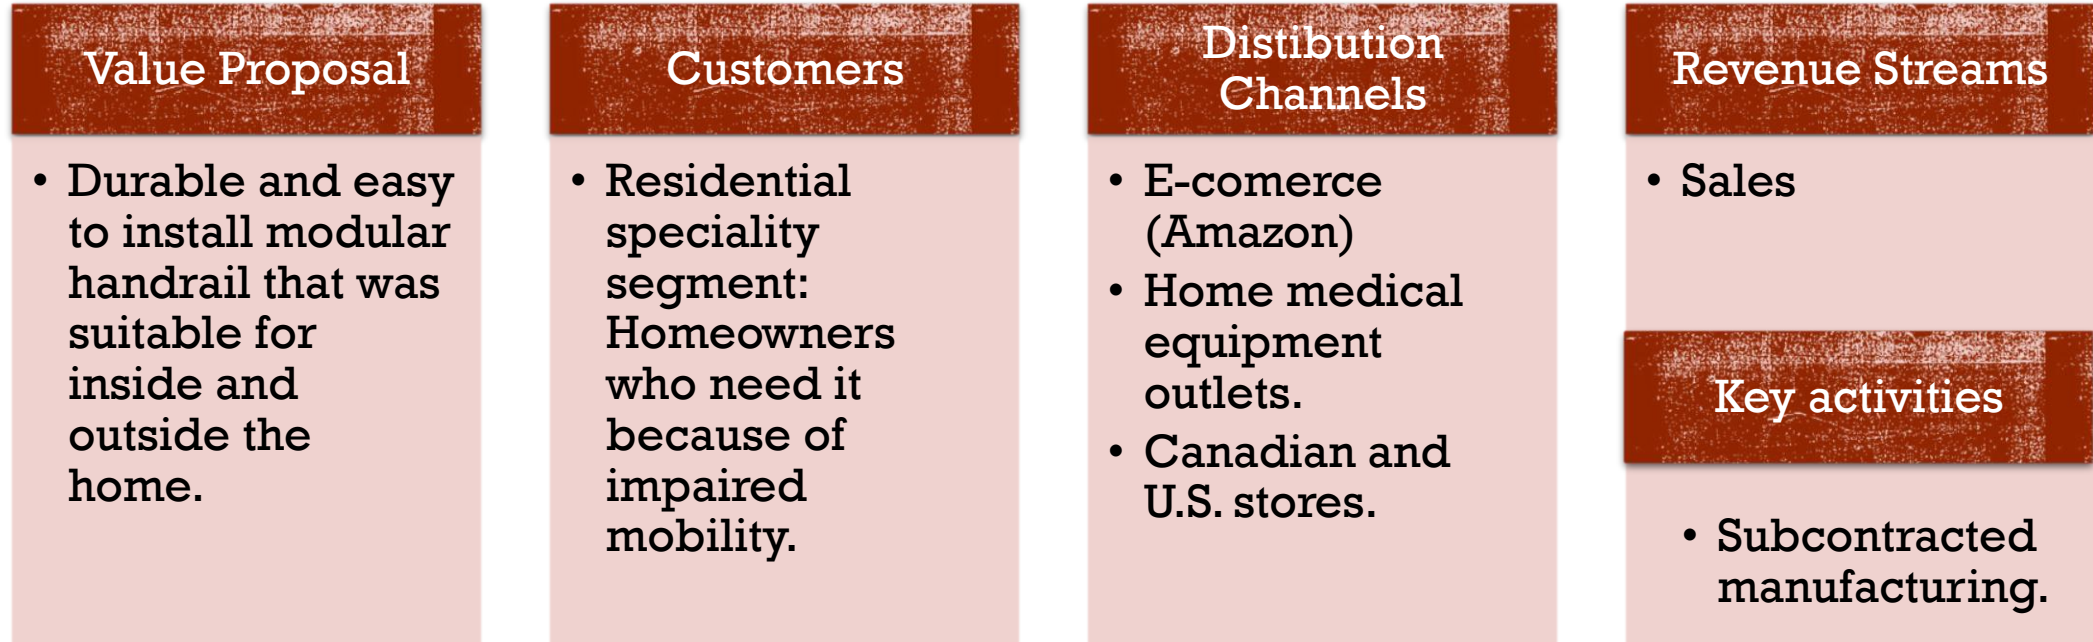 Value Proposal
• Durable and easy
to install modular
handrail that was
suitable for
inside and
outside the
home.
Customers
• Residential
speciality
segment:
Homeowners
who need it
because of
impaired
mobility.
Distibution
Channels
• E-comerce
(Amazon)
• Home medical
equipment
outlets.
• Canadian and
U.S. stores.
Revenue Streams
• Sales
Key activities
• Subcontracted
manufacturing.